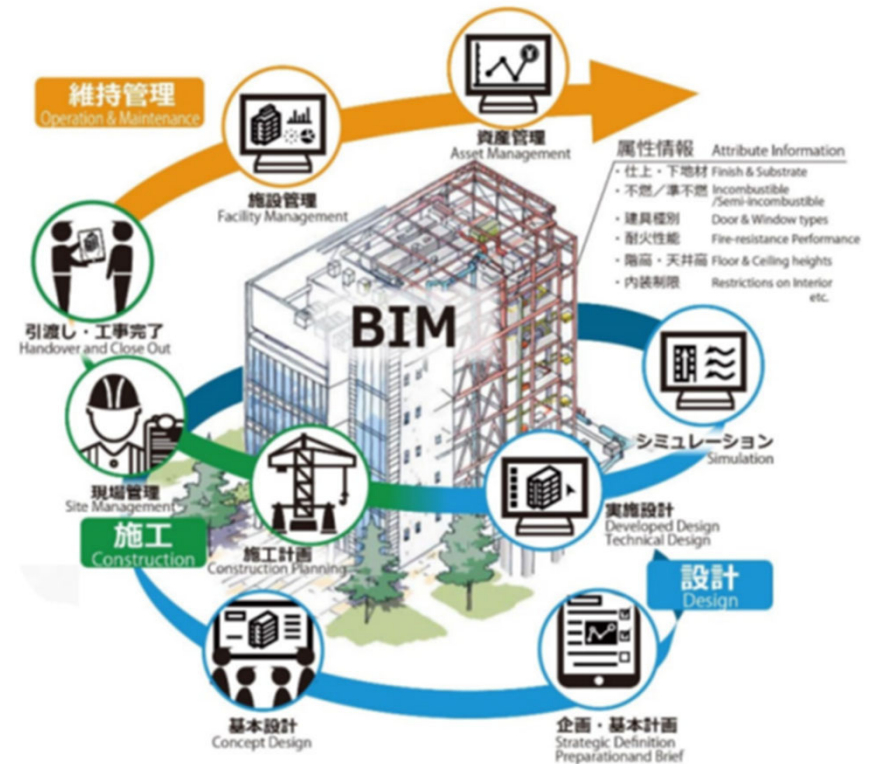 維持管理
Operation & Maintenance
資産管理
Asset Management
施設管理
Facility Management
属性情報 Attribute Information
・仕上・下地材 Finish & Substrate
・不燃／準不燃 Incombustible
/Semi-incombustible
・建具種別 Door & Window types
・耐火性能 Fire-resistance Performance
・階高・天井高 Floor & Ceiling heights
・内装制限 Restrictions on Interior
etc.
引渡し・工事完了
Handover and Close Out
BIM
シミュレーション
Simulation
現場管理
Site Management
実施設計
Developed Design
Technical Design
施工
Construction
施工計画
Construction Planning
設計
Design
基本設計
Concept Design
企画・基本計画
Strategic Definition
Preparationand Brief